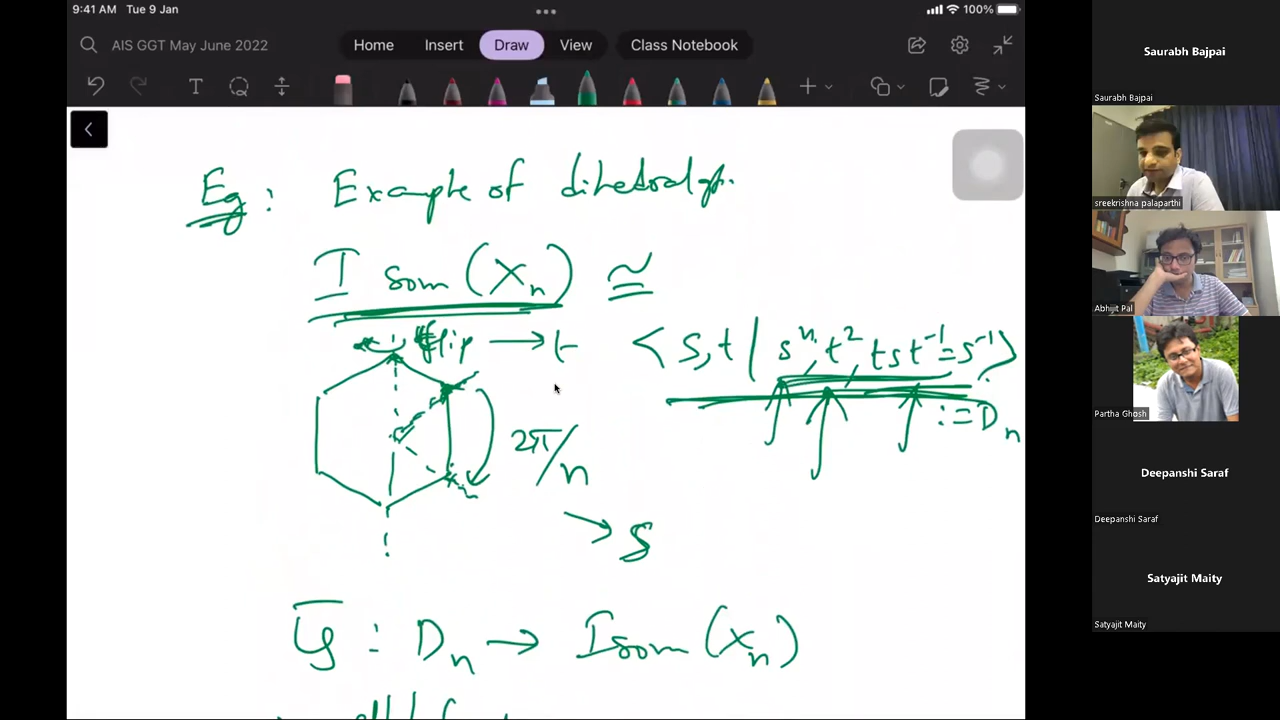 9:41 AM Tue 9 Jan
100%
AIS GGT May June 2022
Home Insert Draw View Class Notebook
Eg: Example of dihedral gp.
Isom(Xₙ) ≅
flip → t
< s, t | sⁿ, t², tst⁻¹ = s⁻¹ >
:= Dₙ
2π/n
→ s
: Dₙ → Isom(Xₙ)
Saurabh Bajpai
Saurabh Bajpai
sreekrishna palaparthi
Abhijit Pal
Partha Ghosh
Deepanshi Saraf
Deepanshi Saraf
Satyajit Maity
Satyajit Maity